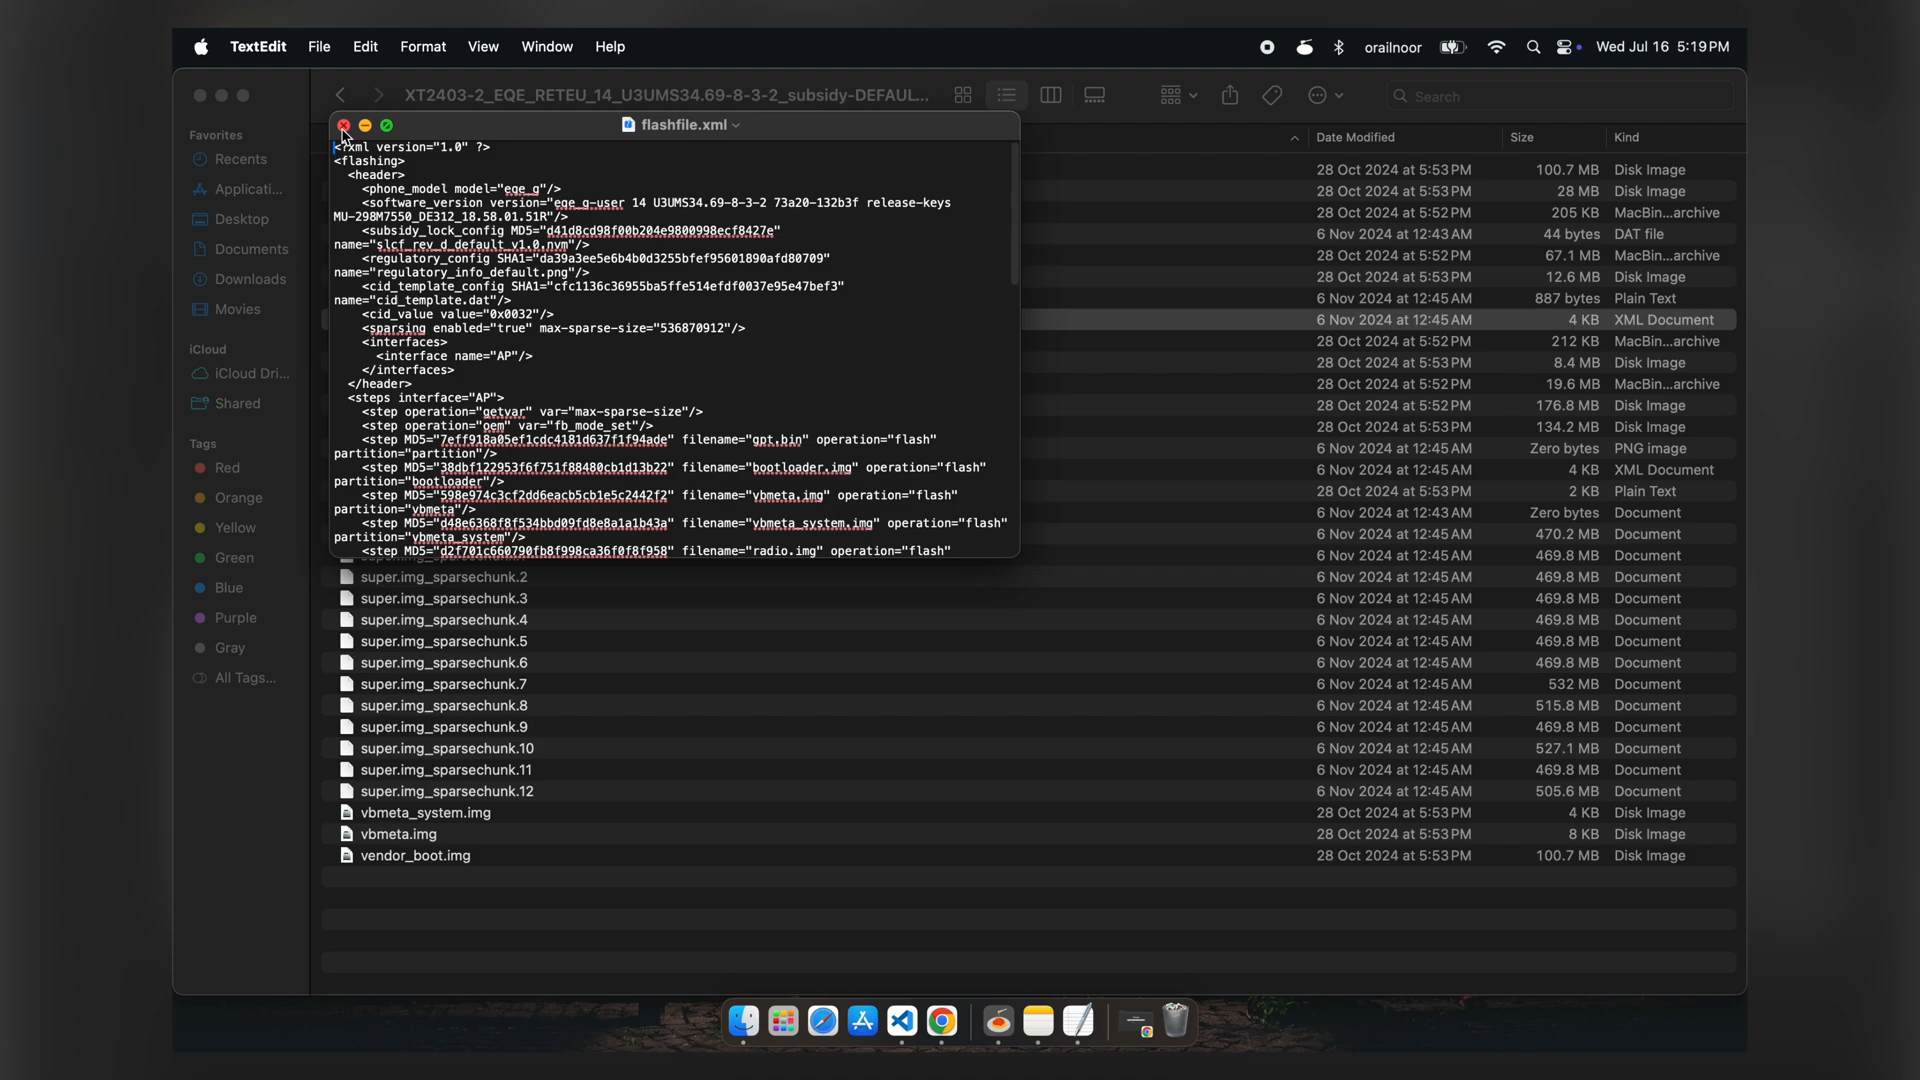 TextEdit File Edit Format View Window Help orailnoor Wed Jul 16 5:19 PM
XT2403-2_EQE_RETEU_14_U3UMS34.69-8-3-2_subsidy-DEFAUL... Search
Favorites
Recents
Applicati...
Desktop
Documents
Downloads
Movies
iCloud
iCloud Dri...
Shared
Tags
Red
Orange
Yellow
Green
Blue
Purple
Gray
All Tags...
flashfile.xml
<?xml version="1.0" ?>
<flashing>
<header>
<phone_model model="eqe_g"/>
<software_version version="eqe_g-user 14 U3UMS34.69-8-3-2 73a20-132b3f release-keys
MU-298M7550_DE312_18.58.01.51R"/>
<subsidy_lock_config MD5="d41d8cd98f00b204e9800998ecf8427e"
name="slcf_rev_d_default_v1.0.nvm"/>
<regulatory_config SHA1="da39a3ee5e6b4b0d3255bfef95601890afd80709"
name="regulatory_info_default.png"/>
<cid_template_config SHA1="cfc1136c36955ba5ffe514efdf0037e95e47bef3"
name="cid_template.dat"/>
<cid_value value="0x0032"/>
<sparsing enabled="true" max-sparse-size="536870912"/>
<interfaces>
<interface name="AP"/>
</interfaces>
</header>
<steps interface="AP">
<step operation="getvar" var="max-sparse-size"/>
<step operation="oem" var="fb_mode_set"/>
<step MD5="7eff918a05ef1cdc4181d637f1f94ade" filename="gpt.bin" operation="flash"
partition="partition"/>
<step MD5="38dbf122953f6f751f88480cb1d13b22" filename="bootloader.img" operation="flash"
partition="bootloader"/>
<step MD5="598e974c3cf2dd6eacb5cb1e5c2442f2" filename="vbmeta.img" operation="flash"
partition="vbmeta"/>
<step MD5="d48e6368f8f534bbd09fd8e8a1a1b43a" filename="vbmeta_system.img" operation="flash"
partition="vbmeta_system"/>
<step MD5="d2f701c660790fb8f998ca36f0f8f958" filename="radio.img" operation="flash"
Date Modified Size Kind
28 Oct 2024 at 5:53 PM 100.7 MB Disk Image
28 Oct 2024 at 5:53 PM 28 MB Disk Image
28 Oct 2024 at 5:52 PM 205 KB MacBin...archive
6 Nov 2024 at 12:43 AM 44 bytes DAT file
28 Oct 2024 at 5:52 PM 67.1 MB MacBin...archive
28 Oct 2024 at 5:53 PM 12.6 MB Disk Image
6 Nov 2024 at 12:45 AM 887 bytes Plain Text
6 Nov 2024 at 12:45 AM 4 KB XML Document
28 Oct 2024 at 5:52 PM 212 KB MacBin...archive
28 Oct 2024 at 5:53 PM 8.4 MB Disk Image
28 Oct 2024 at 5:52 PM 19.6 MB MacBin...archive
28 Oct 2024 at 5:52 PM 176.8 MB Disk Image
28 Oct 2024 at 5:53 PM 134.2 MB Disk Image
6 Nov 2024 at 12:45 AM Zero bytes PNG image
6 Nov 2024 at 12:45 AM 4 KB XML Document
28 Oct 2024 at 5:53 PM 2 KB Plain Text
6 Nov 2024 at 12:43 AM Zero bytes Document
6 Nov 2024 at 12:45 AM 470.2 MB Document
6 Nov 2024 at 12:45 AM 469.8 MB Document
super.img_sparsechunk.2 6 Nov 2024 at 12:45 AM 469.8 MB Document
super.img_sparsechunk.3 6 Nov 2024 at 12:45 AM 469.8 MB Document
super.img_sparsechunk.4 6 Nov 2024 at 12:45 AM 469.8 MB Document
super.img_sparsechunk.5 6 Nov 2024 at 12:45 AM 469.8 MB Document
super.img_sparsechunk.6 6 Nov 2024 at 12:45 AM 469.8 MB Document
super.img_sparsechunk.7 6 Nov 2024 at 12:45 AM 532 MB Document
super.img_sparsechunk.8 6 Nov 2024 at 12:45 AM 515.8 MB Document
super.img_sparsechunk.9 6 Nov 2024 at 12:45 AM 469.8 MB Document
super.img_sparsechunk.10 6 Nov 2024 at 12:45 AM 527.1 MB Document
super.img_sparsechunk.11 6 Nov 2024 at 12:45 AM 469.8 MB Document
super.img_sparsechunk.12 6 Nov 2024 at 12:45 AM 505.6 MB Document
vbmeta_system.img 28 Oct 2024 at 5:53 PM 4 KB Disk Image
vbmeta.img 28 Oct 2024 at 5:53 PM 8 KB Disk Image
vendor_boot.img 28 Oct 2024 at 5:53 PM 100.7 MB Disk Image